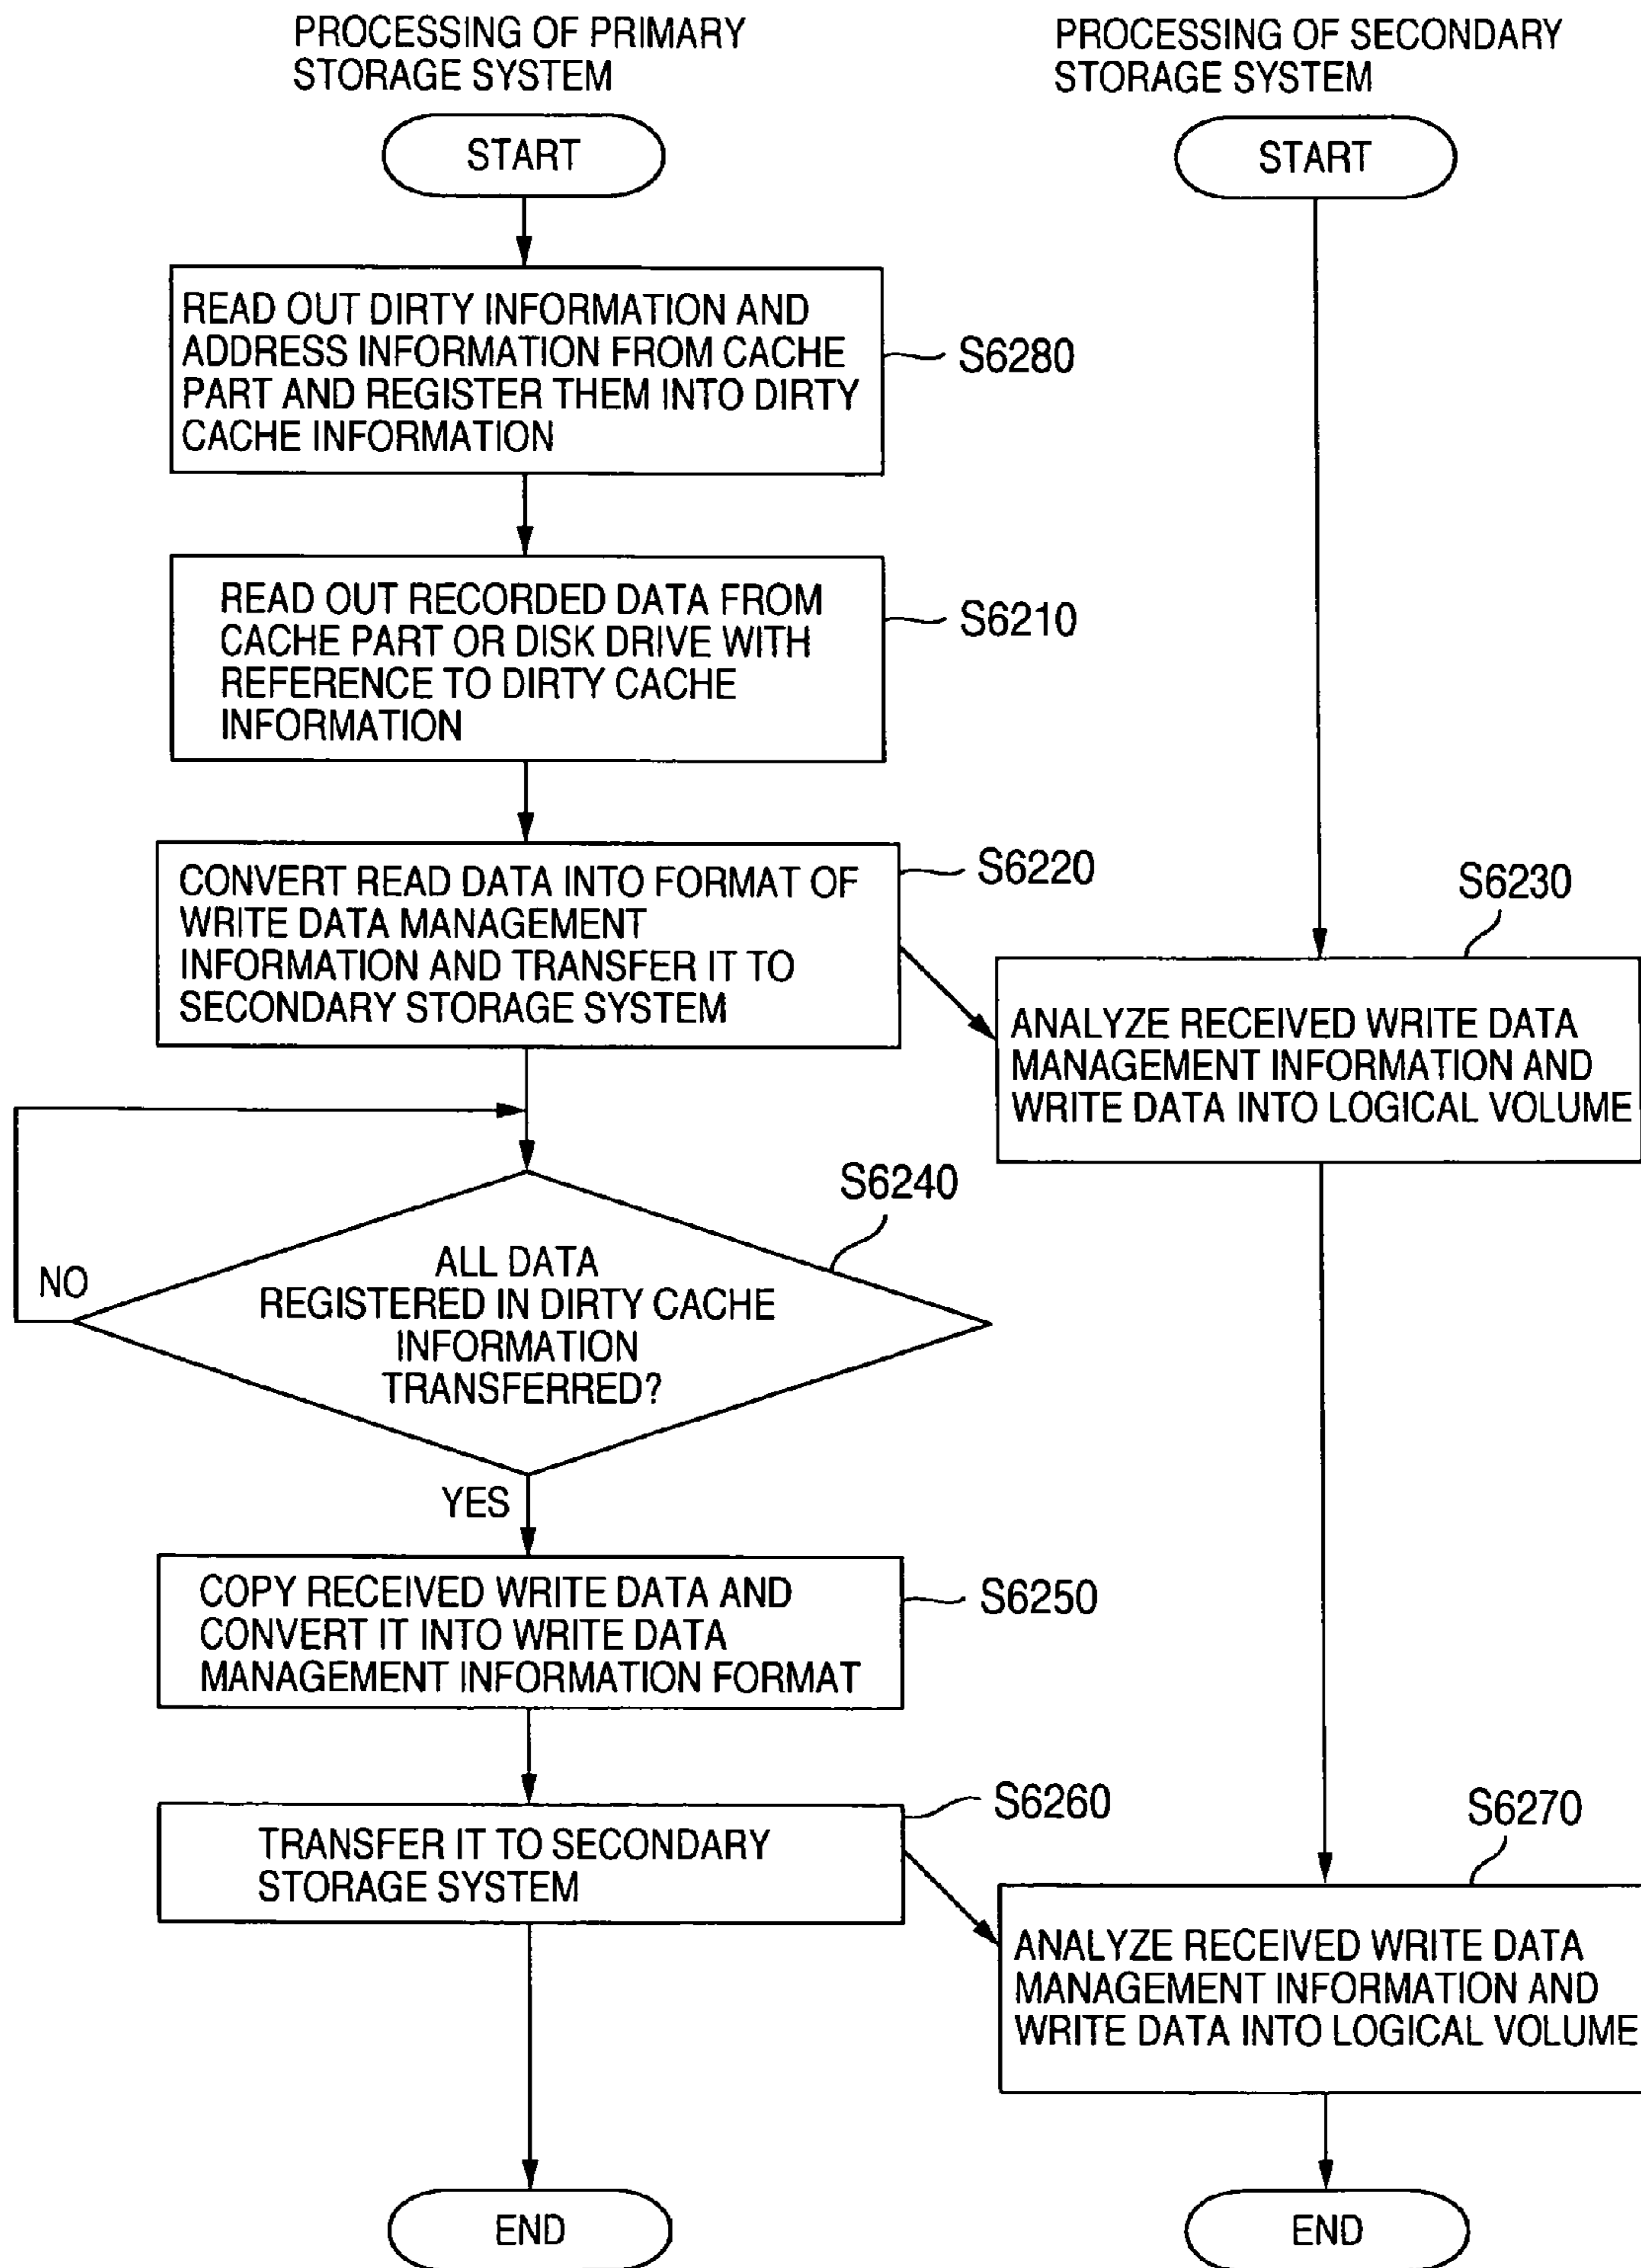 PROCESSING OF PRIMARY
STORAGE SYSTEM
PROCESSING OF SECONDARY
STORAGE SYSTEM
START
START
READ OUT DIRTY INFORMATION AND
ADDRESS INFORMATION FROM CACHE
PART AND REGISTER THEM INTO DIRTY
CACHE INFORMATION
S6280
READ OUT RECORDED DATA FROM
CACHE PART OR DISK DRIVE WITH
REFERENCE TO DIRTY CACHE
INFORMATION
S6210
CONVERT READ DATA INTO FORMAT OF
WRITE DATA MANAGEMENT
INFORMATION AND TRANSFER IT TO
SECONDARY STORAGE SYSTEM
S6220
S6230
ANALYZE RECEIVED WRITE DATA
MANAGEMENT INFORMATION AND
WRITE DATA INTO LOGICAL VOLUME
S6240
ALL DATA
REGISTERED IN DIRTY CACHE
INFORMATION
TRANSFERRED?
NO
YES
COPY RECEIVED WRITE DATA AND
CONVERT IT INTO WRITE DATA
MANAGEMENT INFORMATION FORMAT
S6250
TRANSFER IT TO SECONDARY
STORAGE SYSTEM
S6260
S6270
ANALYZE RECEIVED WRITE DATA
MANAGEMENT INFORMATION AND
WRITE DATA INTO LOGICAL VOLUME
END
END